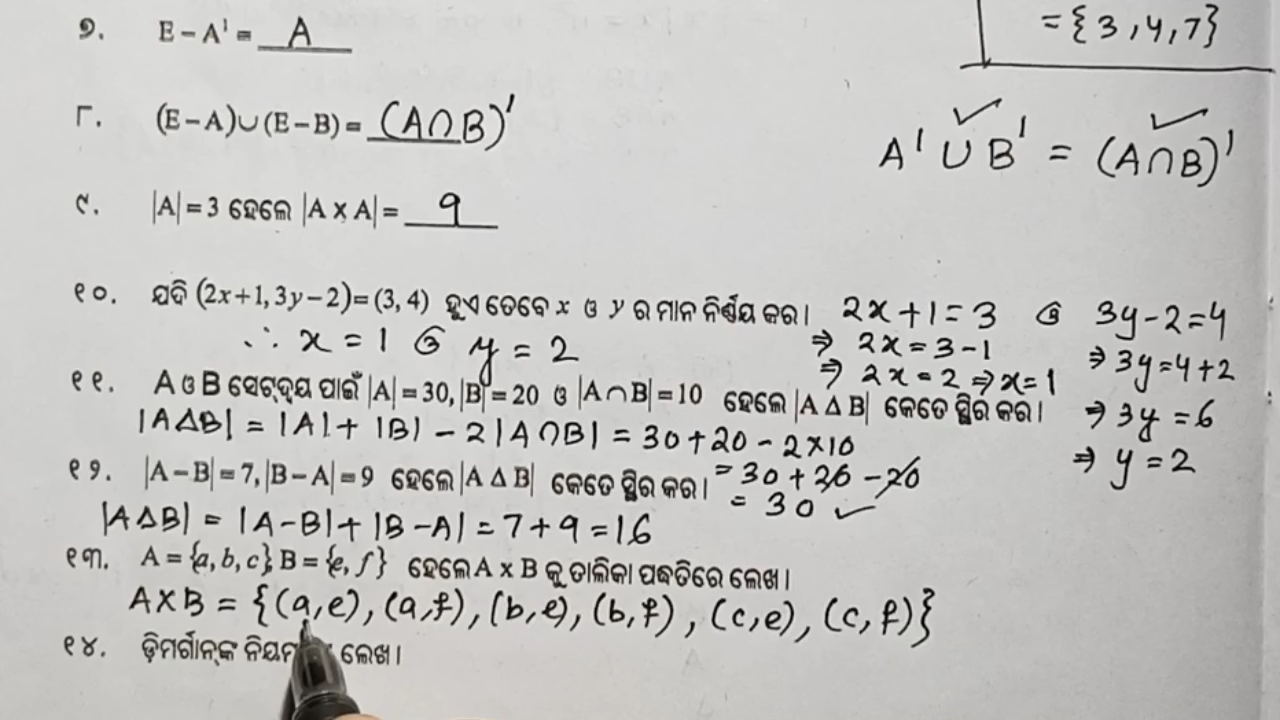 = {3, 4, 7}
୭. E – A' = A
୮. (E – A) ∪ (E – B) = (A∩B)'
A' ∪ B' = (A∩B)'
୯. |A| = 3 ହେଲେ |A x A| = 9
୧୦. ଯଦି (2x+1, 3y–2) = (3, 4) ହୁଏ ତେବେ x ଓ y ର ମାନ ନିର୍ଣ୍ଣୟ କର।
2x + 1 = 3 ଓ 3y – 2 = 4
⇒ 2x = 3 – 1 ⇒ 3y = 4 + 2
⇒ 2x = 2 ⇒ x = 1 ⇒ 3y = 6
⇒ y = 2
∴ x = 1 ଓ y = 2
୧୧. A ଓ B ସେଟ୍‌ଦ୍ୱୟ ପାଇଁ |A| = 30, |B| = 20 ଓ |A∩B| = 10 ହେଲେ |A Δ B| କେତେ ସ୍ଥିର କର।
|AΔB| = |A| + |B| – 2|A∩B| = 30 + 20 – 2×10
= 30 + 20 – 20
= 30
୧୨. |A – B| = 7, |B – A| = 9 ହେଲେ |A Δ B| କେତେ ସ୍ଥିର କର।
|AΔB| = |A – B| + |B – A| = 7 + 9 = 16
୧୩. A = {a, b, c}, B = {e, f} ହେଲେ A x B କୁ ତାଲିକା ପଦ୍ଧତିରେ ଲେଖ।
A×B = {(a,e), (a,f), (b,e), (b,f), (c,e), (c,f)}
୧୪. ଡ଼ିମର୍ଗାନ୍‌ଙ୍କ ଲେଖ।